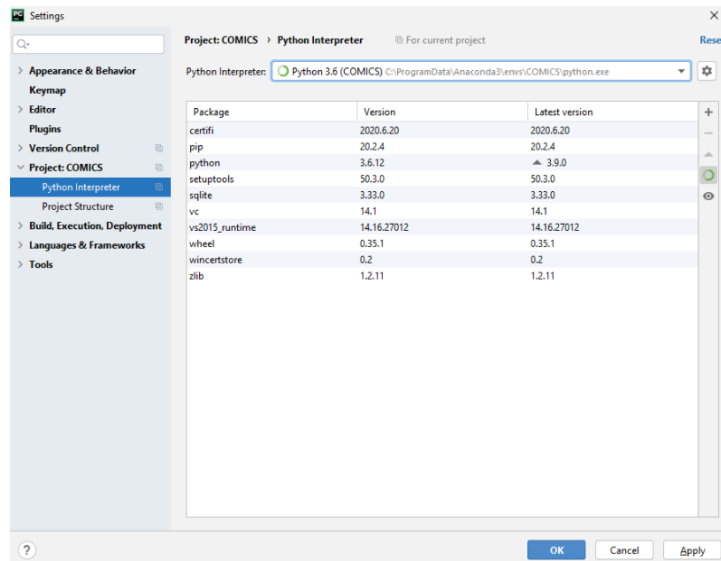 PC Settings
Project: COMICS › Python Interpreter For current project Rese
Appearance & Behavior
Keymap
Editor
Plugins
Version Control
Project: COMICS
Python Interpreter
Project Structure
Build, Execution, Deployment
Languages & Frameworks
Tools
Python Interpreter: Python 3.6 (COMICS) C:\ProgramData\Anaconda3\envs\COMICS\python.exe
Package Version Latest version
certifi 2020.6.20 2020.6.20
pip 20.2.4 20.2.4
python 3.6.12 3.9.0
setuptools 50.3.0 50.3.0
sqlite 3.33.0 3.33.0
vc 14.1 14.1
vs2015_runtime 14.16.27012 14.16.27012
wheel 0.35.1 0.35.1
wincertstore 0.2 0.2
zlib 1.2.11 1.2.11
? OK Cancel Apply